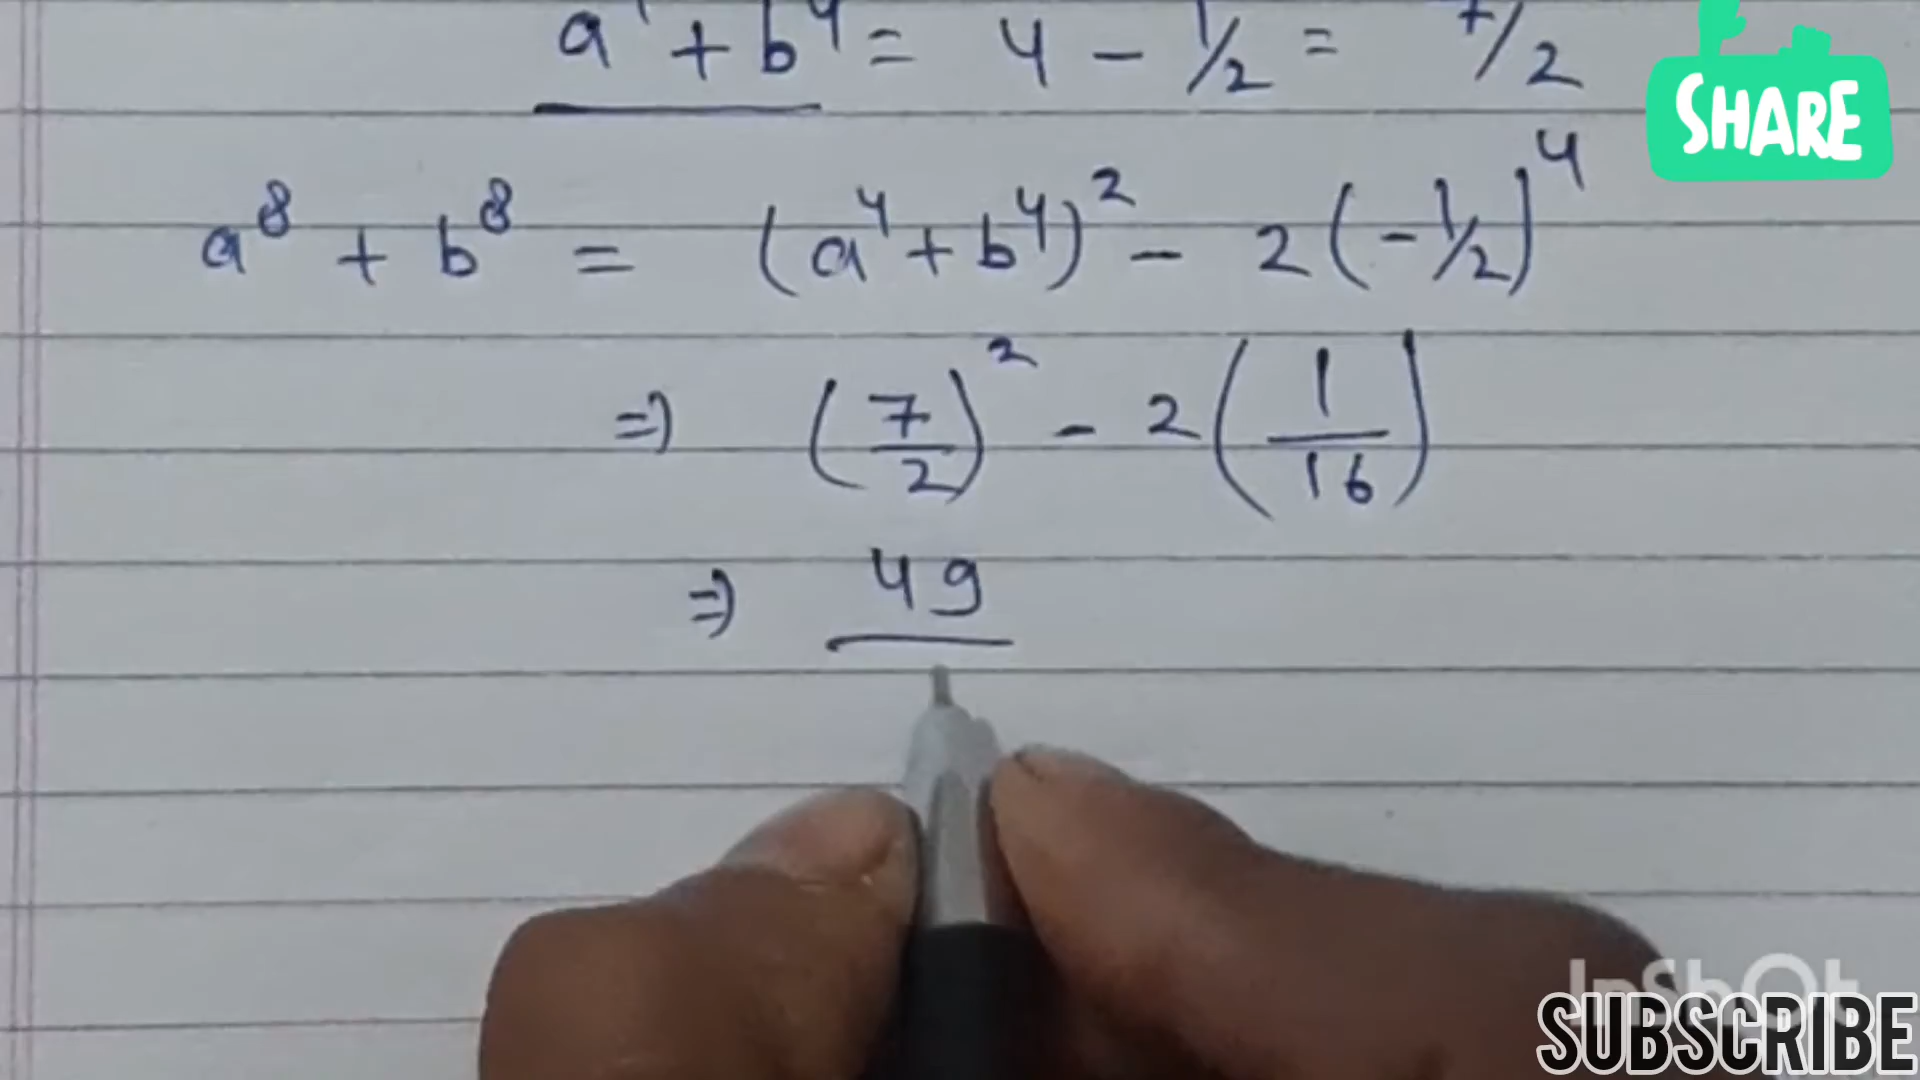 a + b⁴ = 4 - 1/2 = 7/2
SHARE
a⁸ + b⁸ = (a⁴ + b⁴)² - 2(-1/2)⁴
⇒ (7/2)² - 2(1/16)
⇒ 49
InShOt
SUBSCRIBE